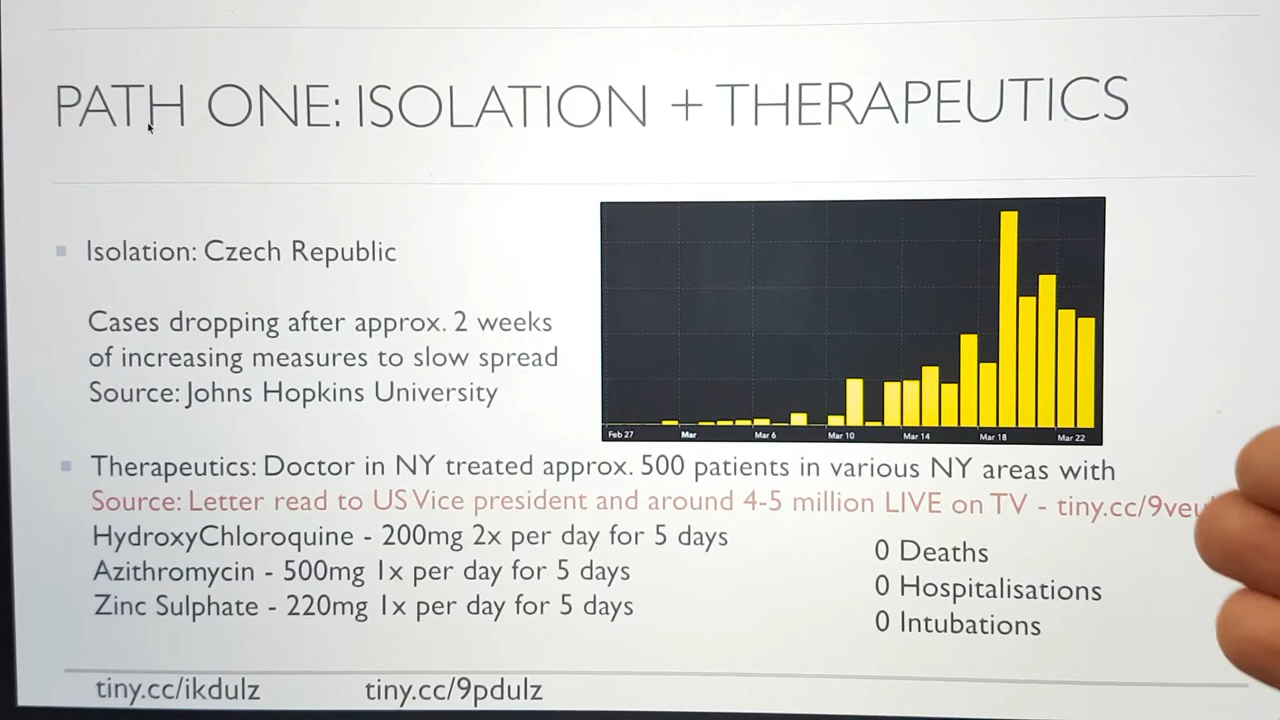 PATH ONE: ISOLATION + THERAPEUTICS
Isolation: Czech Republic
Cases dropping after approx. 2 weeks
of increasing measures to slow spread
Source: Johns Hopkins University
Feb 27 Mar Mar 6 Mar 10 Mar 14 Mar 18 Mar 22
Therapeutics: Doctor in NY treated approx. 500 patients in various NY areas with
Source: Letter read to US Vice president and around 4-5 million LIVE on TV -
HydroxyChloroquine - 200mg 2x per day for 5 days
Azithromycin - 500mg 1x per day for 5 days
Zinc Sulphate - 220mg 1x per day for 5 days
0 Deaths
0 Hospitalisations
0 Intubations
tiny.cc/ikdulz tiny.cc/9pdulz